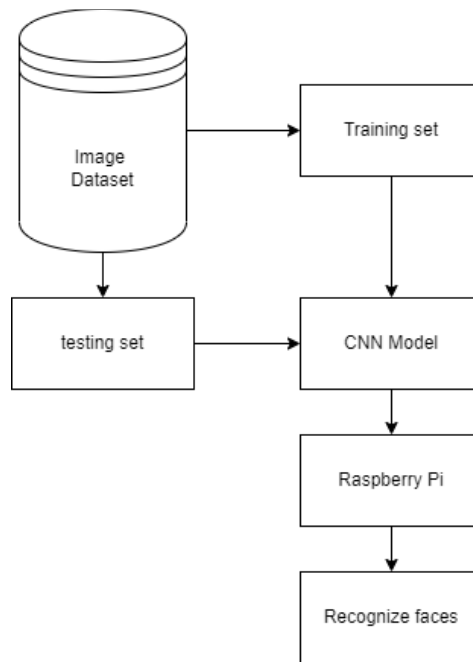 Image
Dataset
Training set
testing set
CNN Model
Raspberry Pi
Recognize faces